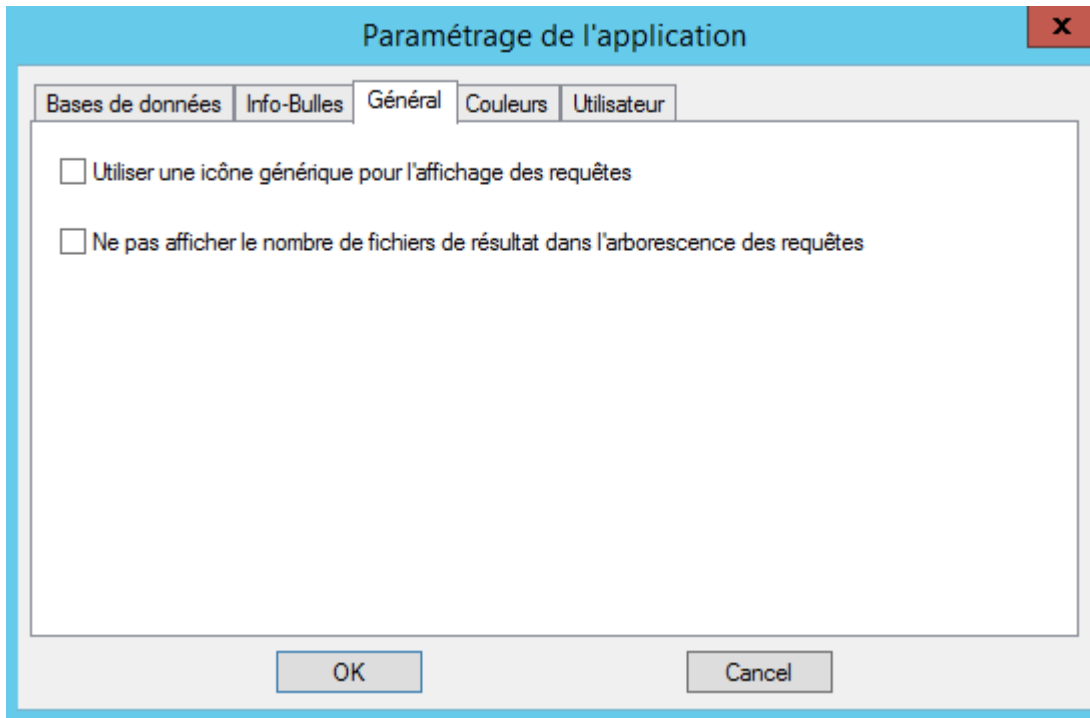 Paramétrage de l'application
x
Bases de données Info-Bulles Général Couleurs Utilisateur
Utiliser une icône générique pour l'affichage des requêtes
Ne pas afficher le nombre de fichiers de résultat dans l'arborescence des requêtes
OK Cancel